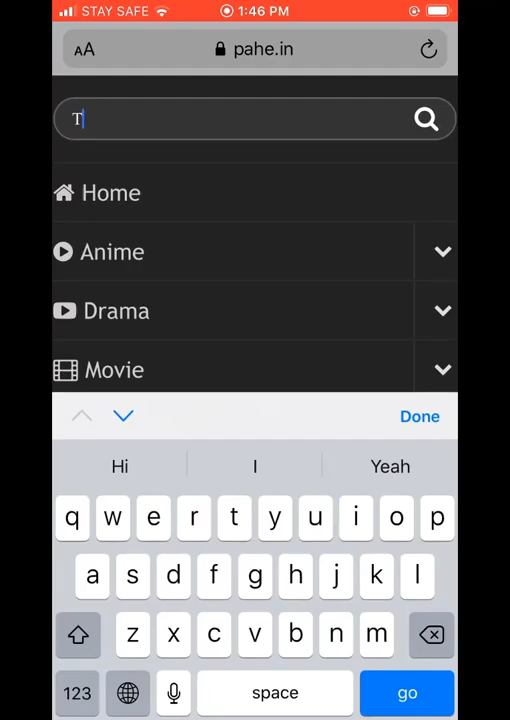 STAY SAFE 1:46 PM
AA pahe.in
T
Home
Anime
Drama
Movie
Done
Hi I Yeah
q w e r t y u i o p
a s d f g h j k l
z x c v b n m
123 space go